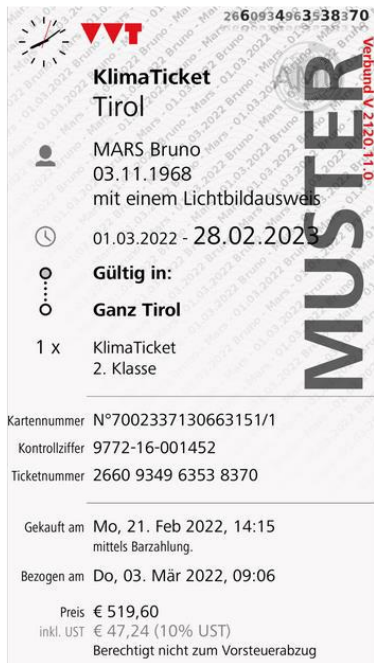 2660934963538370
VVT
KlimaTicket
Tirol
MARS Bruno
03.11.1968
mit einem Lichtbildausweis
01.03.2022 - 28.02.2023
Gültig in:
Ganz Tirol
1 x KlimaTicket
2. Klasse
MUSTER
Verbund V 2120.11.0
Kartennummer N°7002337130663151/1
Kontrollziffer 9772-16-001452
Ticketnummer 2660 9349 6353 8370
Gekauft am Mo, 21. Feb 2022, 14:15
mittels Barzahlung.
Bezogen am Do, 03. Mär 2022, 09:06
Preis € 519,60
inkl. UST € 47,24 (10% UST)
Berechtigt nicht zum Vorsteuerabzug